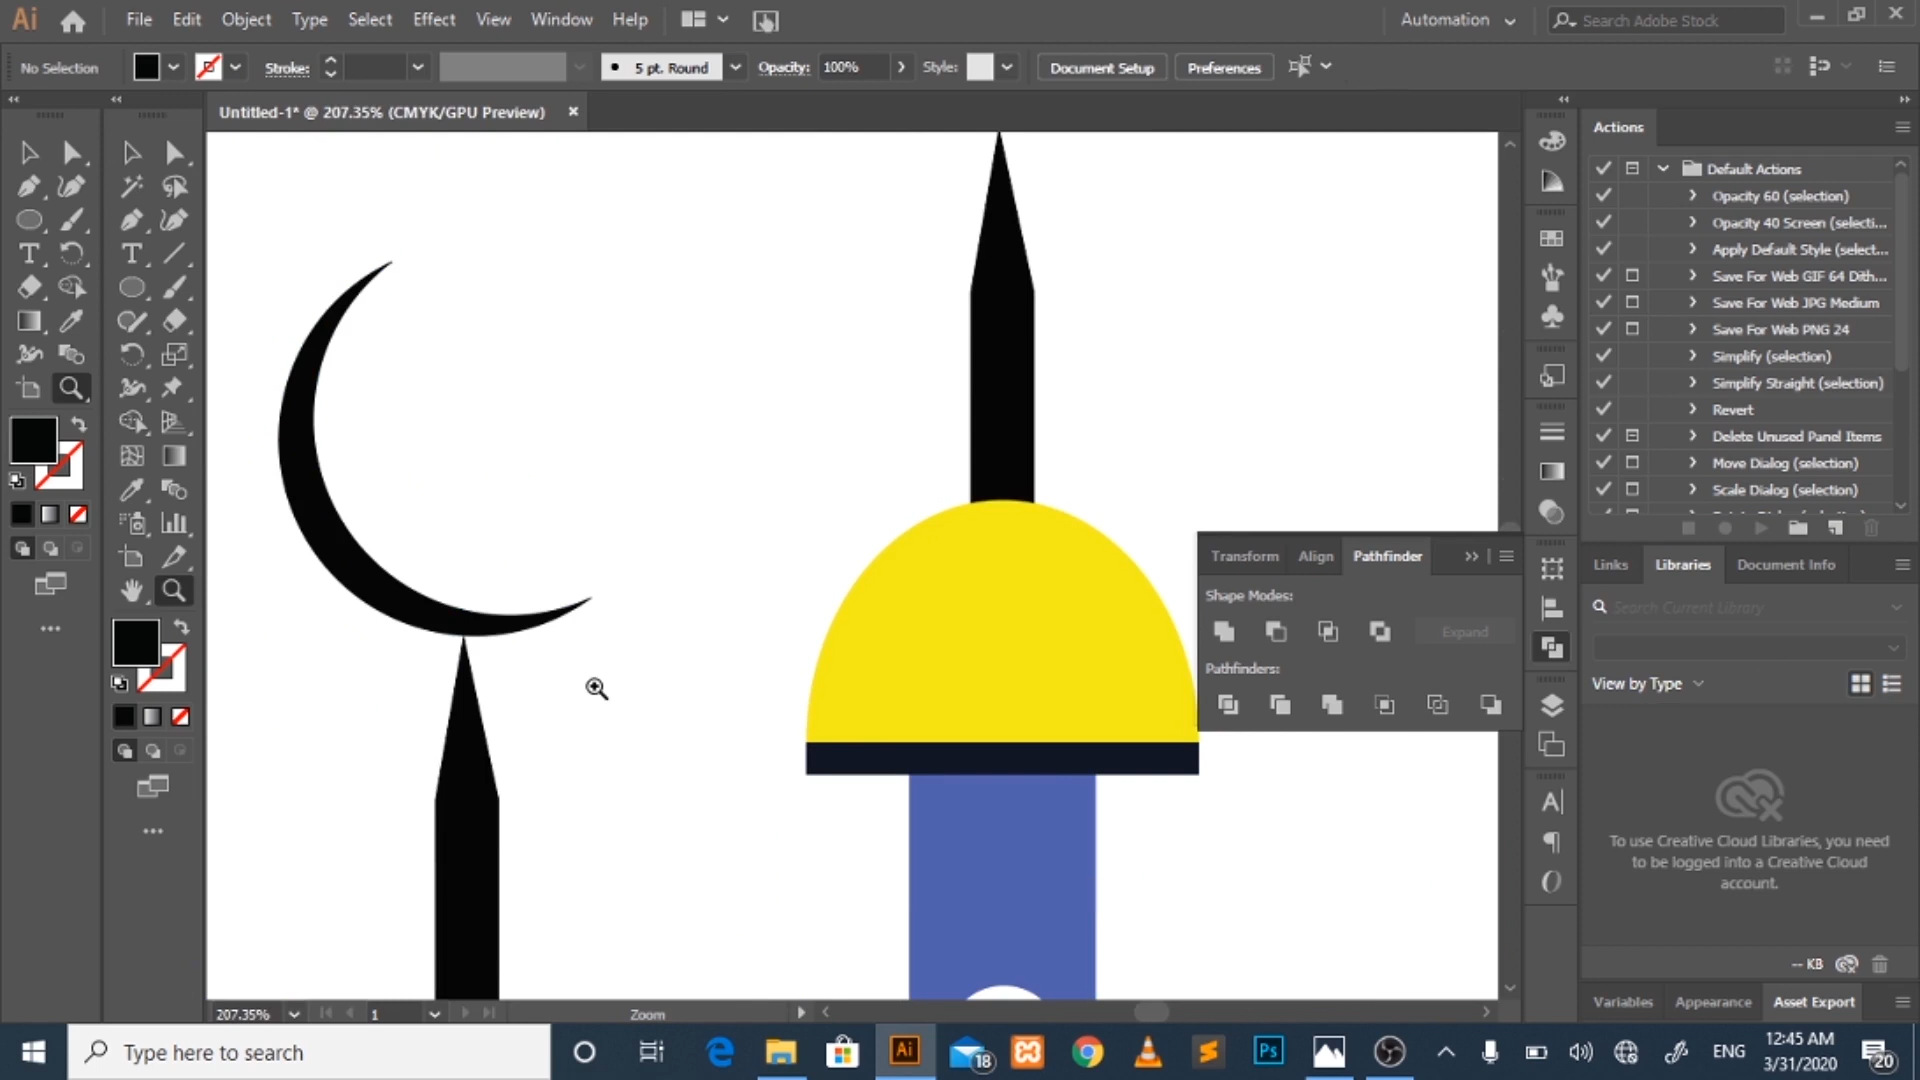 Ai File Edit Object Type Select Effect View Window Help Automation Search Adobe Stock
No Selection Stroke: 5 pt. Round Opacity: 100% Style: Document Setup Preferences
Untitled-1* @ 207.35% (CMYK/GPU Preview)
Actions
Default Actions
Opacity 60 (selection)
Opacity 40 Screen (selecti...
Apply Default Style (select...
Save For Web GIF 64 Dith...
Save For Web JPG Medium
Save For Web PNG 24
Simplify (selection)
Simplify Straight (selection)
Revert
Delete Unused Panel Items
Move Dialog (selection)
Scale Dialog (selection)
Transform Align Pathfinder
Shape Modes:
Expand
Pathfinders:
Links Libraries Document Info
Search Current Library
View by Type
To use Creative Cloud Libraries, you need
to be logged into a Creative Cloud
account.
-- KB
Variables Appearance Asset Export
207.35% 1 Zoom
Type here to search
Ai
18
Ps
ENG
12:45 AM
3/31/2020
20